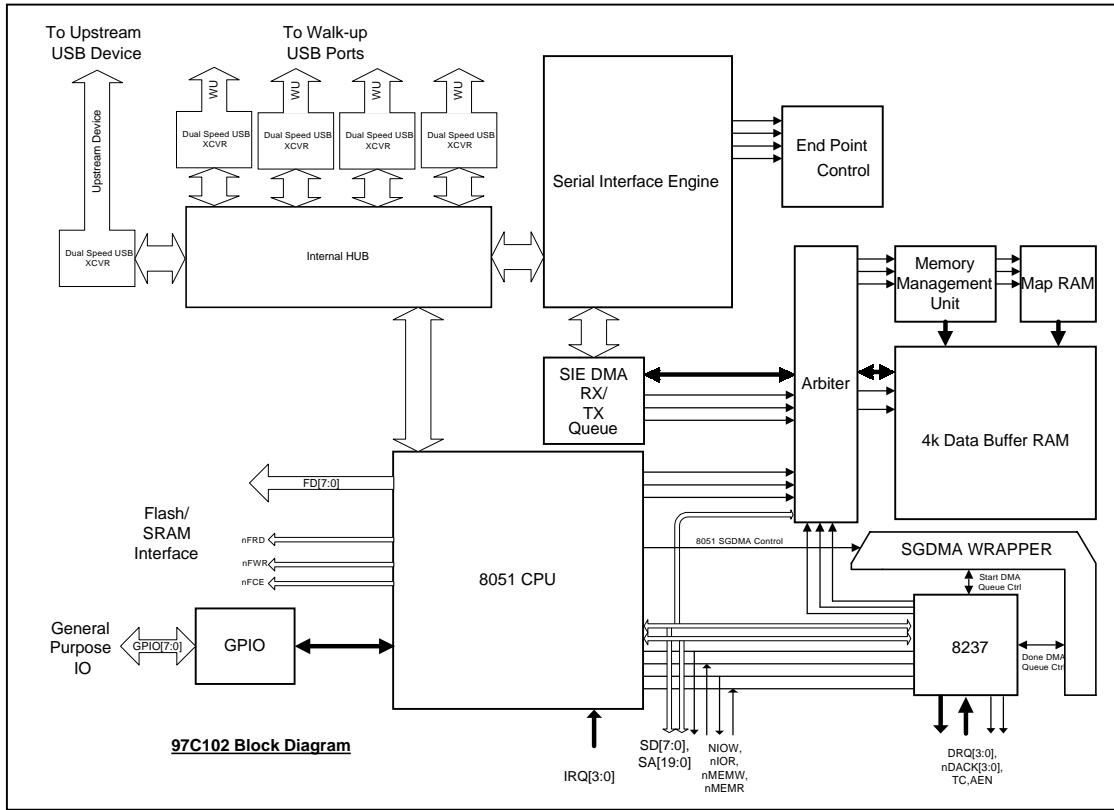 To Upstream
USB Device
To Walk-up
USB Ports
WU
WU
WU
WU
Upstream Device
Dual Speed USB
XCVR
Dual Speed USB
XCVR
Dual Speed USB
XCVR
Dual Speed USB
XCVR
Dual Speed USB
XCVR
Internal HUB
Serial Interface Engine
End Point
Control
Memory
Management
Unit
Map RAM
Arbiter
SIE DMA
RX/
TX
Queue
4k Data Buffer RAM
FD[7:0]
Flash/
SRAM
Interface
nFRD
nFWR
nFCE
8051 CPU
8051 SGDMA Control
SGDMA WRAPPER
Start DMA
Queue Ctrl
8237
Done DMA
Queue Ctrl
General
Purpose
IO
GPIO[7:0]
GPIO
97C102 Block Diagram
IRQ[3:0]
SD[7:0],
SA[19:0]
NIOW,
nIOR,
nMEMW,
nMEMR
DRQ[3:0],
nDACK[3:0],
TC,AEN